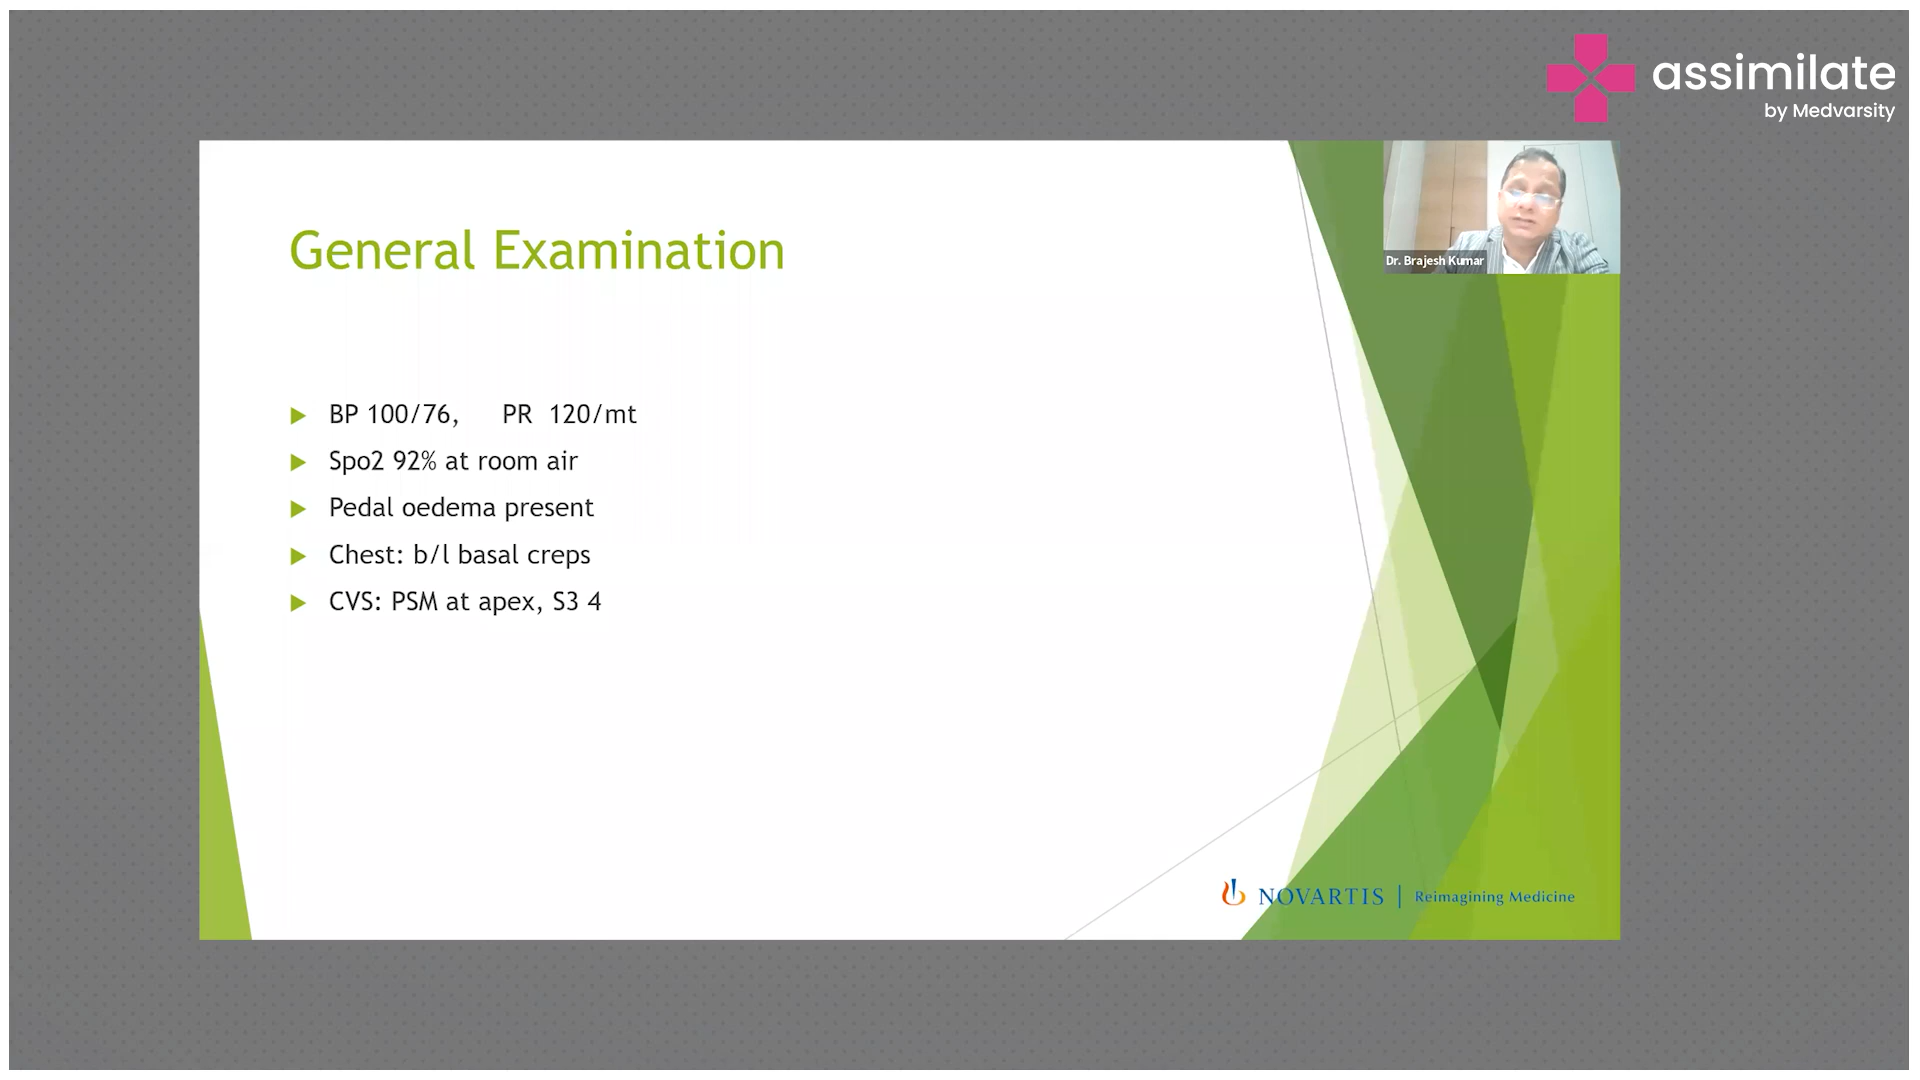 assimilate
by Medvarsity
Dr. Brajesh Kumar
General Examination
BP 100/76, PR 120/mt
Spo2 92% at room air
Pedal oedema present
Chest: b/l basal creps
CVS: PSM at apex, S3 4
NOVARTIS | Reimagining Medicine